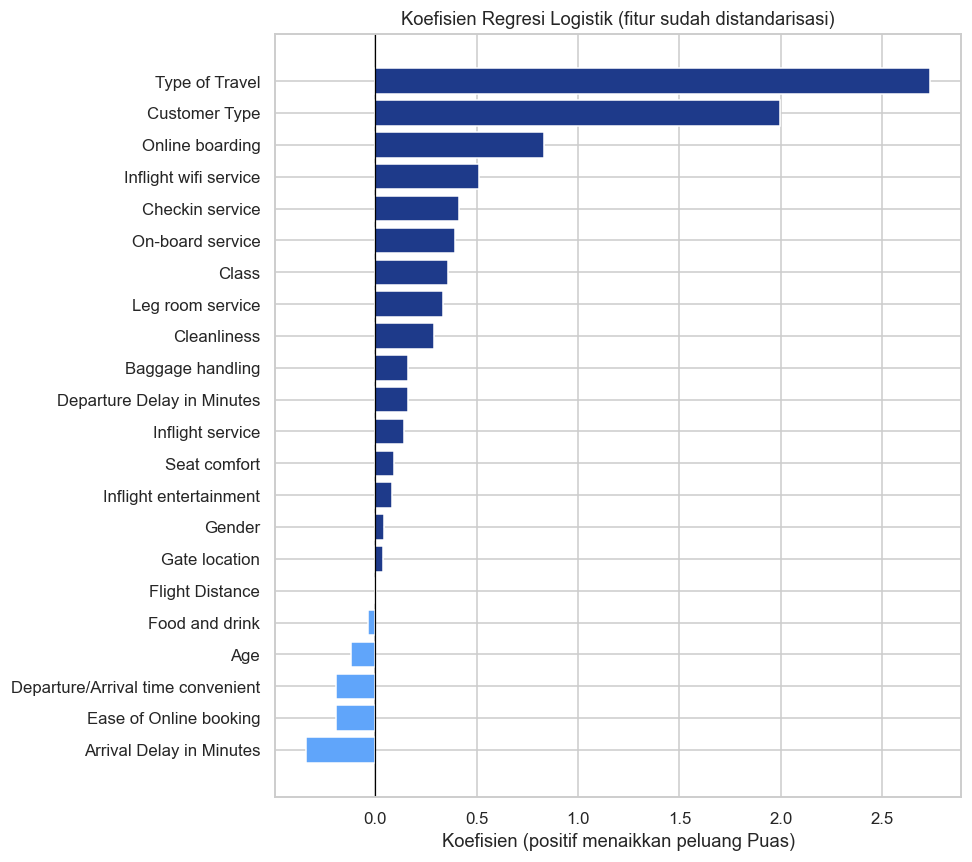 Koefisien Regresi Logistik (fitur sudah distandarisasi)
Type of Travel
Customer Type
Online boarding
Inflight wifi service
Checkin service
On-board service
Class
Leg room service
Cleanliness
Baggage handling
Departure Delay in Minutes
Inflight service
Seat comfort
Inflight entertainment
Gender
Gate location
Flight Distance
Food and drink
Age
Departure/Arrival time convenient
Ease of Online booking
Arrival Delay in Minutes
0.0 0.5 1.0 1.5 2.0 2.5
Koefisien (positif menaikkan peluang Puas)